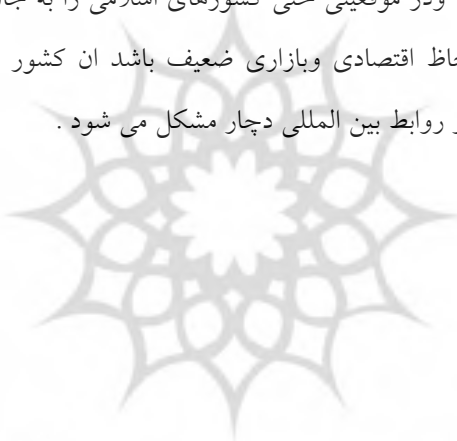 ودر موقعیتی حتی کشورهای اسلامی را به
اقتصادی وبازاری ضعیف باشد ان کشور
روابط بین المللی دچار مشکل می شود .